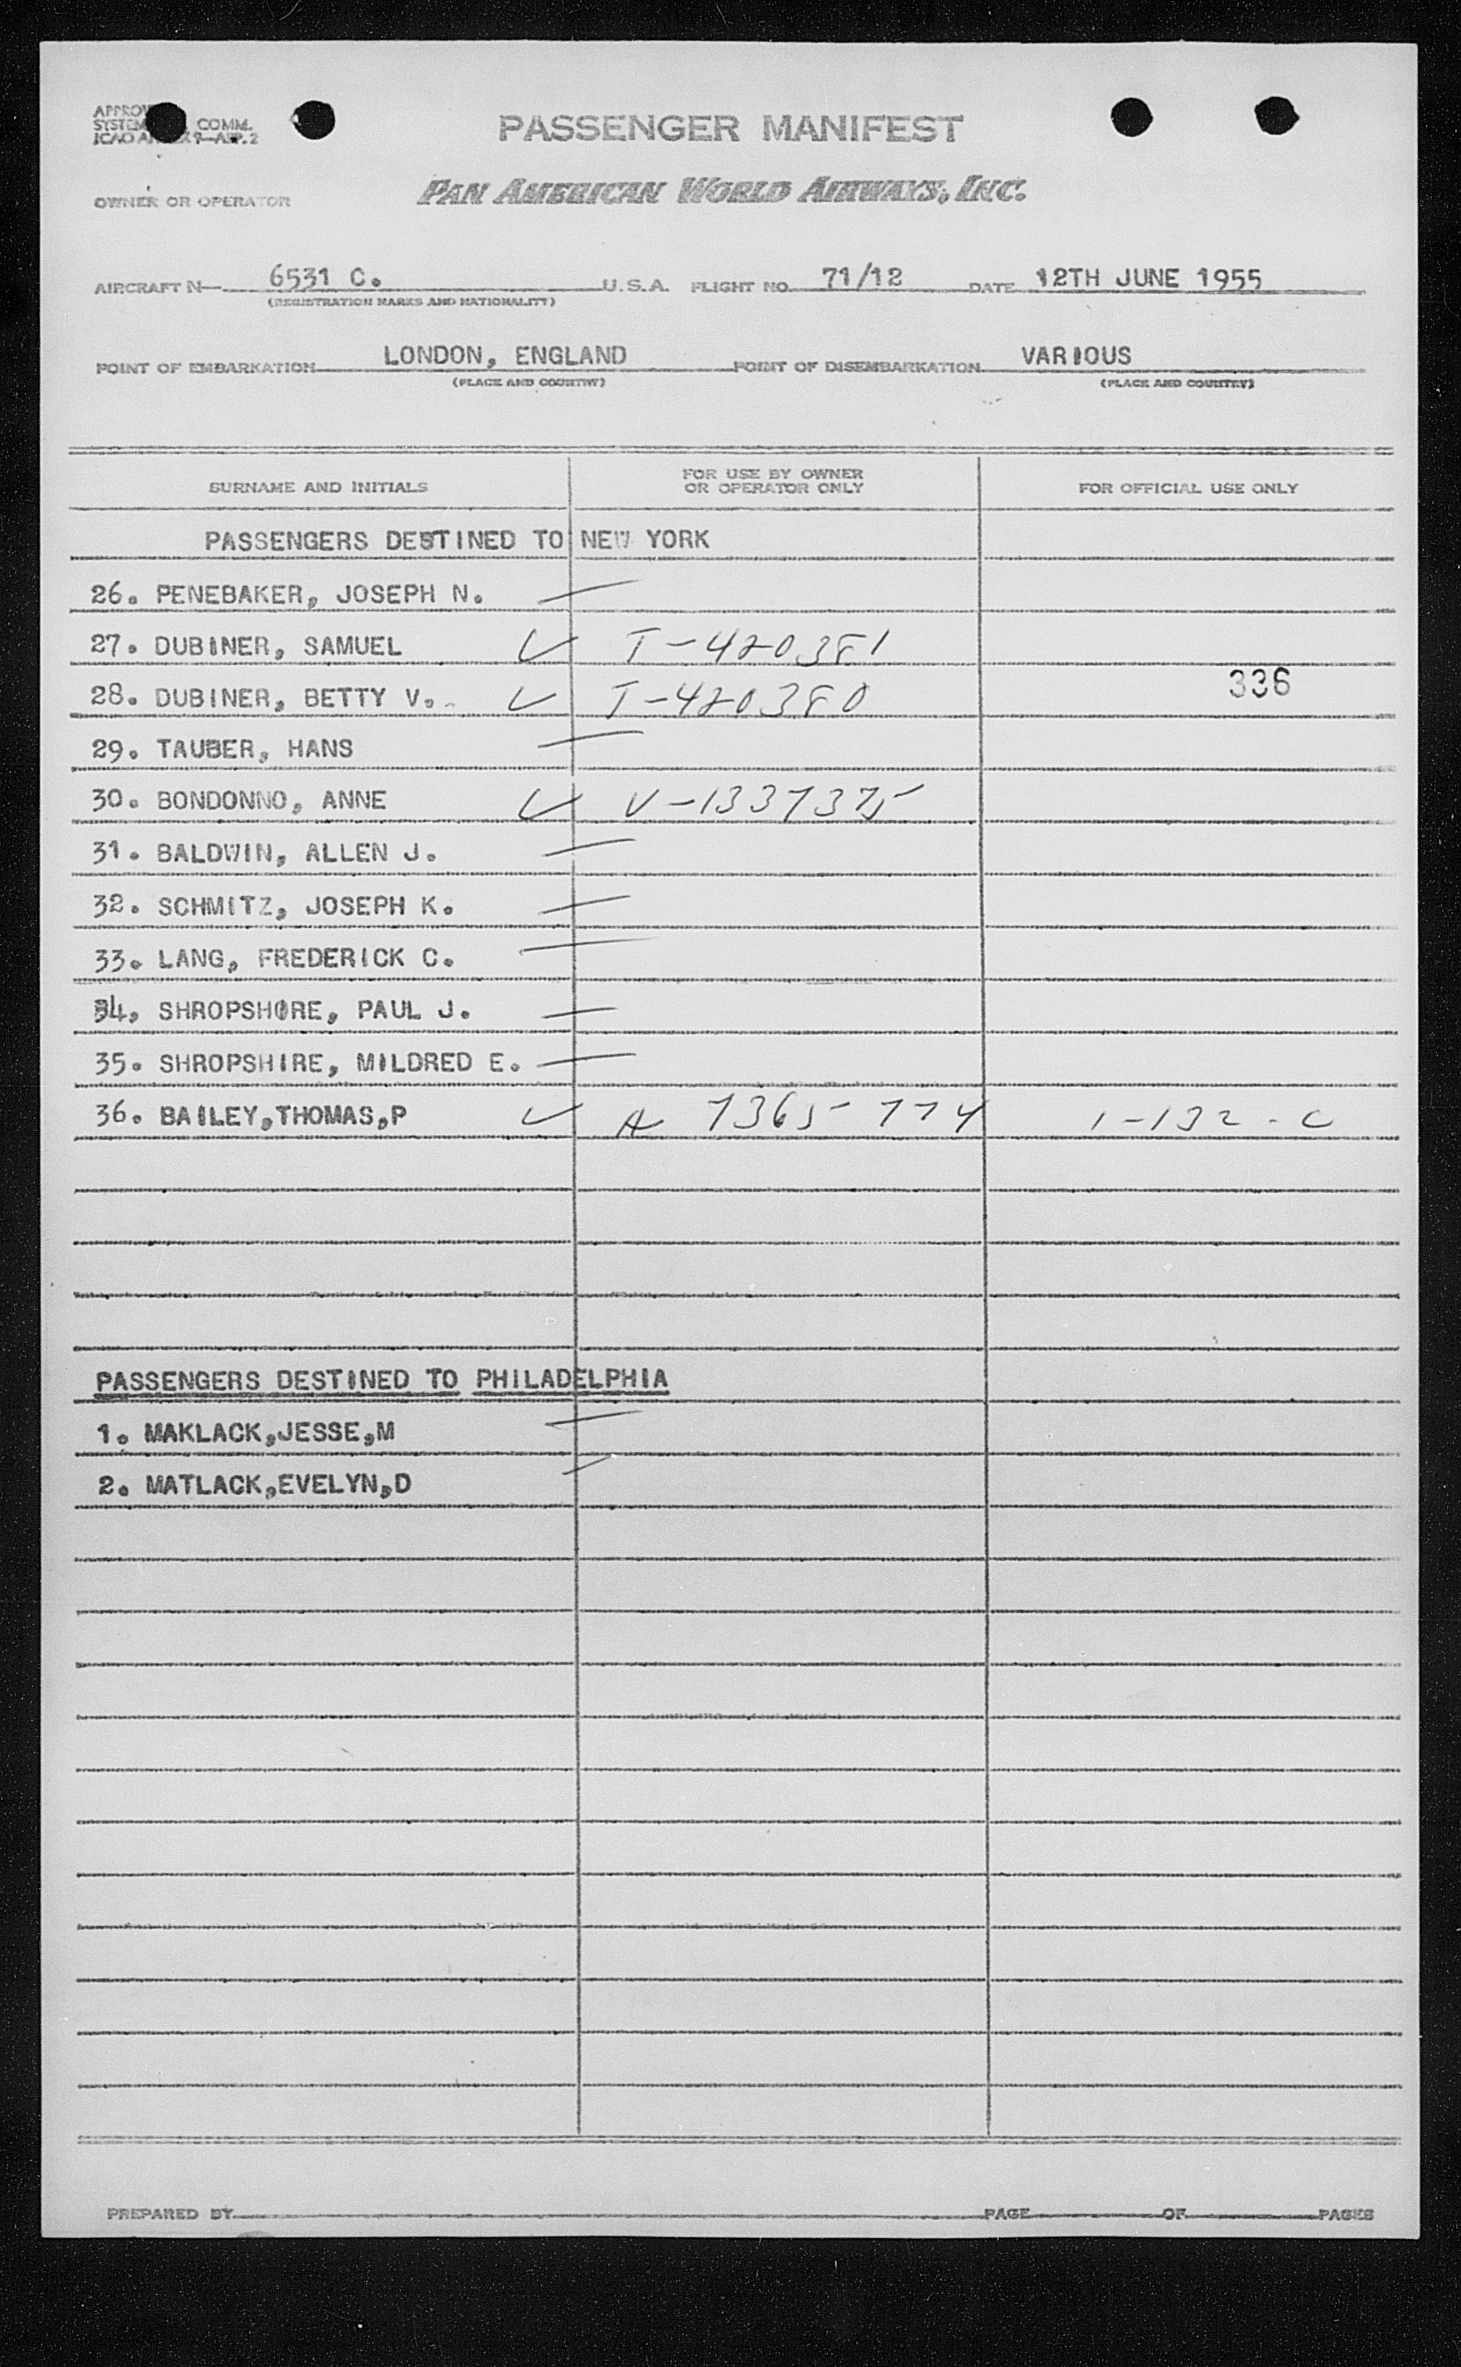 PASSENGER MANIFEST
OWNER OR OPERATOR PAN AMERICAN WORLD AIRWAYS, INC.
AIRCRAFT N— 6531 C. U.S.A. FLIGHT NO. 71/12 DATE 12TH JUNE 1955
(REGISTRATION MARKS AND NATIONALITY)
POINT OF EMBARKATION LONDON, ENGLAND POINT OF DISEMBARKATION VARIOUS
(PLACE AND COUNTRY) (PLACE AND COUNTRY)
SURNAME AND INITIALS FOR USE BY OWNER OR OPERATOR ONLY FOR OFFICIAL USE ONLY
PASSENGERS DESTINED TO NEW YORK
26. PENEBAKER, JOSEPH N. —
27. DUBINER, SAMUEL ✓ T-420381
28. DUBINER, BETTY V. ✓ T-420380 336
29. TAUBER, HANS —
30. BONDONNO, ANNE ✓ V-1337375
31. BALDWIN, ALLEN J. —
32. SCHMITZ, JOSEPH K. —
33. LANG, FREDERICK C. —
34, SHROPSHIRE, PAUL J. —
35. SHROPSHIRE, MILDRED E. —
36. BAILEY,THOMAS,P ✓ A 7365 774 1-132-C
PASSENGERS DESTINED TO PHILADELPHIA
1. MAKLACK,JESSE,M —
2. MATLACK,EVELYN,D —
PREPARED BY PAGE OF PAGES